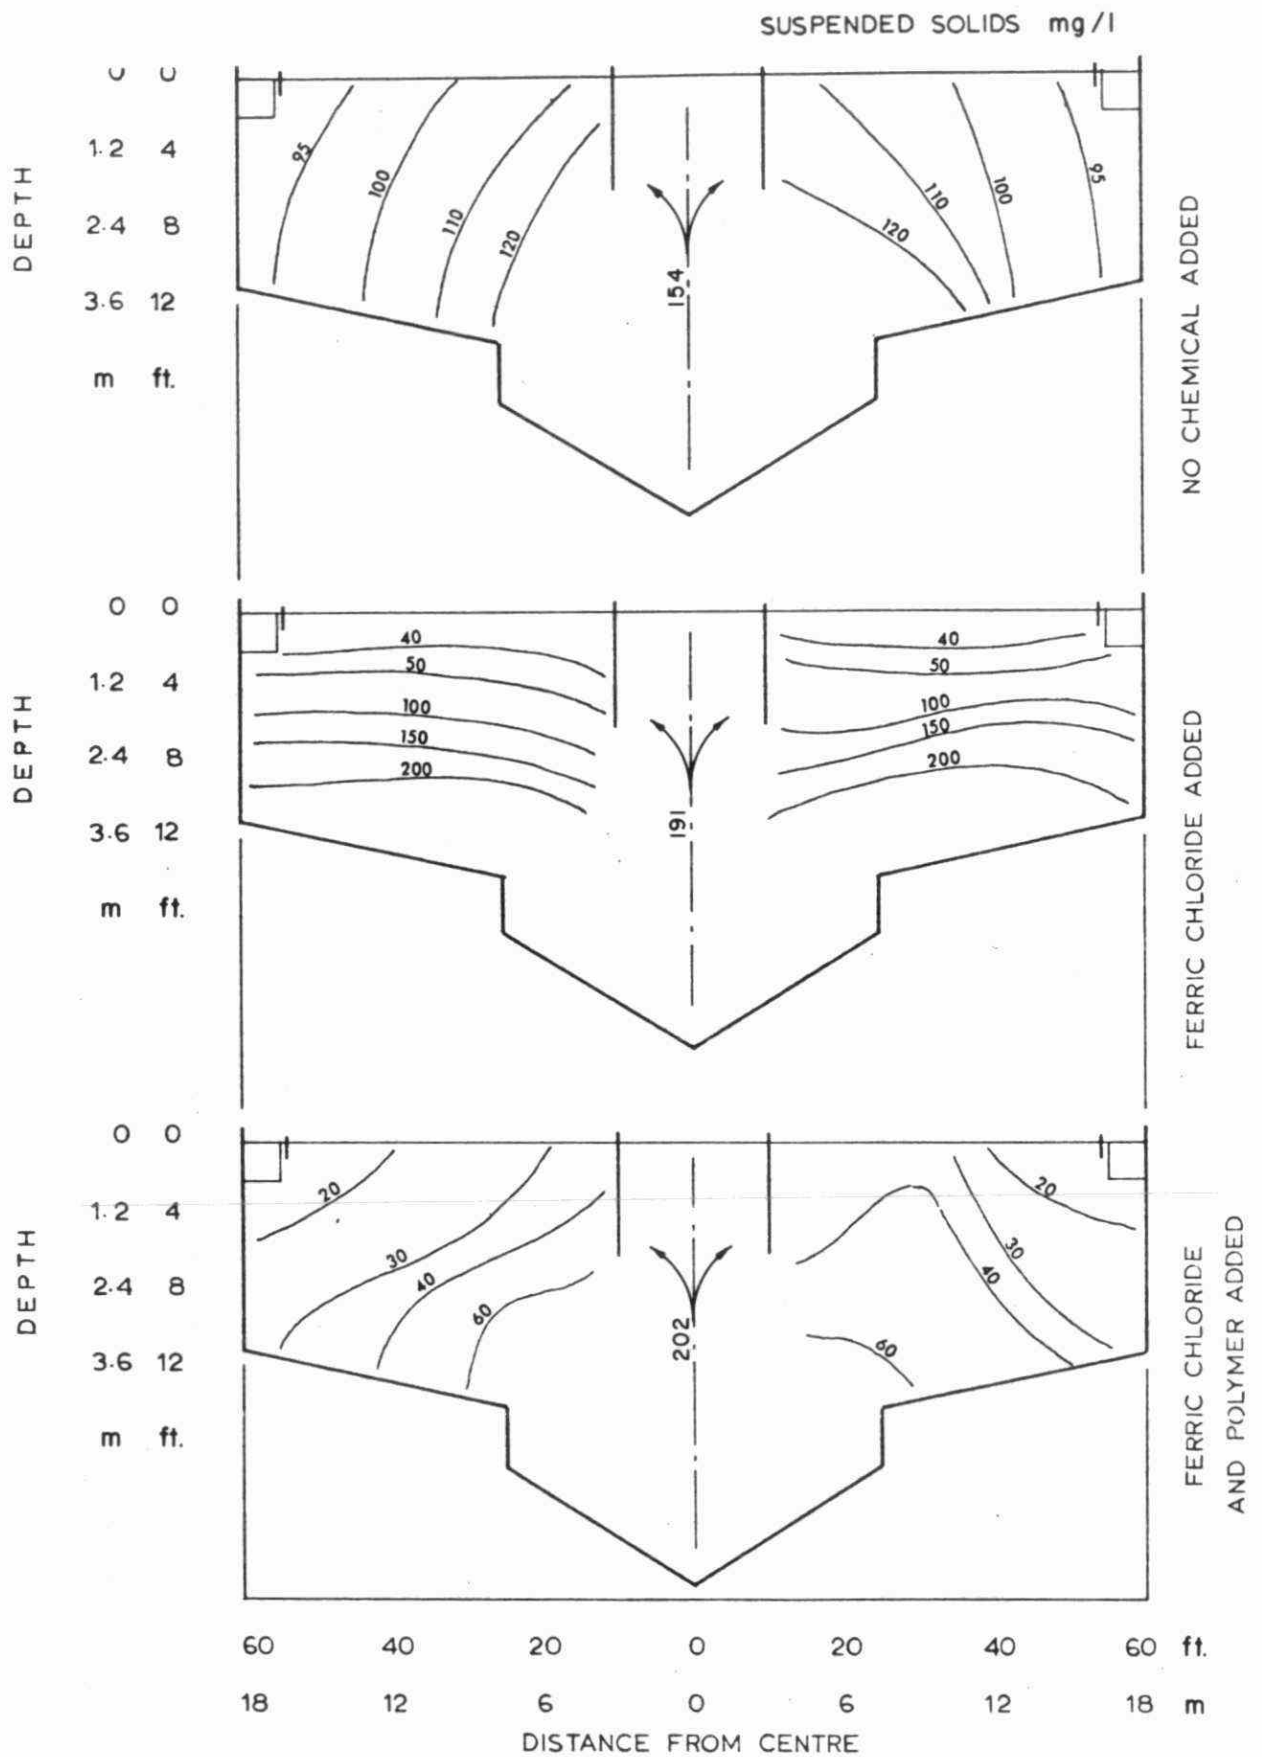 SUSPENDED SOLIDS mg/l
DEPTH
0 0
1.2 4
2.4 8
3.6 12
m ft.
95
100
110
120
154
120
110
100
95
NO CHEMICAL ADDED
DEPTH
0 0
1.2 4
2.4 8
3.6 12
m ft.
40
50
100
150
200
191
40
50
100
150
200
FERRIC CHLORIDE ADDED
DEPTH
0 0
1.2 4
2.4 8
3.6 12
m ft.
20
30
40
60
202
20
30
40
60
FERRIC CHLORIDE
AND POLYMER ADDED
60 40 20 0 20 40 60 ft.
18 12 6 0 6 12 18 m
DISTANCE FROM CENTRE